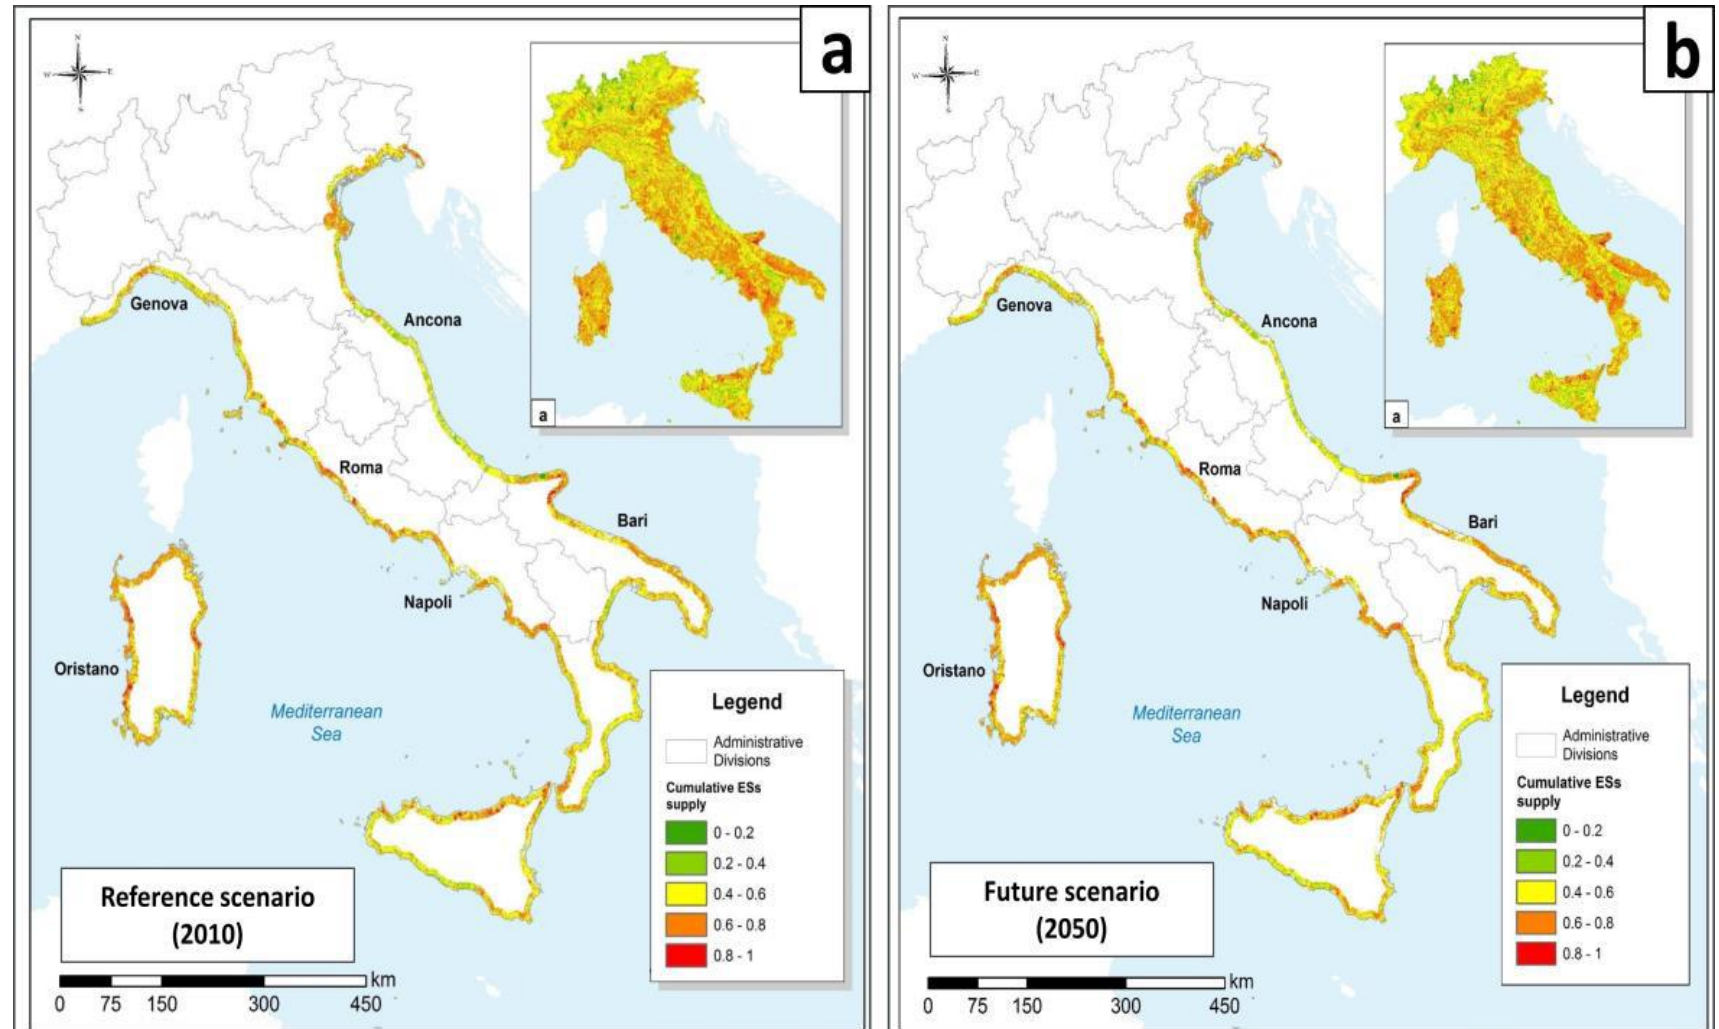 a
N
W
E
S
a
Genova
Ancona
Roma
Bari
Napoli
Oristano
Mediterranean
Sea
Legend
Administrative
Divisions
Cumulative ESs
supply
0 - 0.2
0.2 - 0.4
0.4 - 0.6
0.6 - 0.8
0.8 - 1
Reference scenario
(2010)
km
0 75 150 300 450
b
N
W
E
S
a
Genova
Ancona
Roma
Bari
Napoli
Oristano
Mediterranean
Sea
Legend
Administrative
Divisions
Cumulative ESs
supply
0 - 0.2
0.2 - 0.4
0.4 - 0.6
0.6 - 0.8
0.8 - 1
Future scenario
(2050)
km
0 75 150 300 450